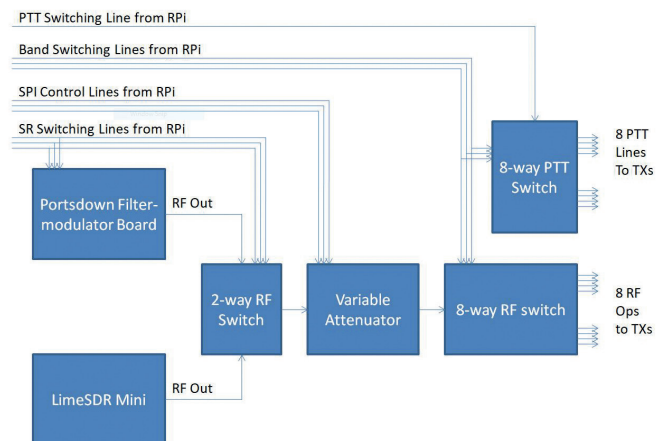 PTT Switching Line from RPi
Band Switching Lines from RPi
SPI Control Lines from RPi
SR Switching Lines from RPi
8-way PTT
Switch
8 PTT
Lines
To TXs
Portsdown Filter-
modulator Board
RF Out
2-way RF
Switch
Variable
Attenuator
8-way RF switch
8 RF
Ops
to TXs
LimeSDR Mini
RF Out